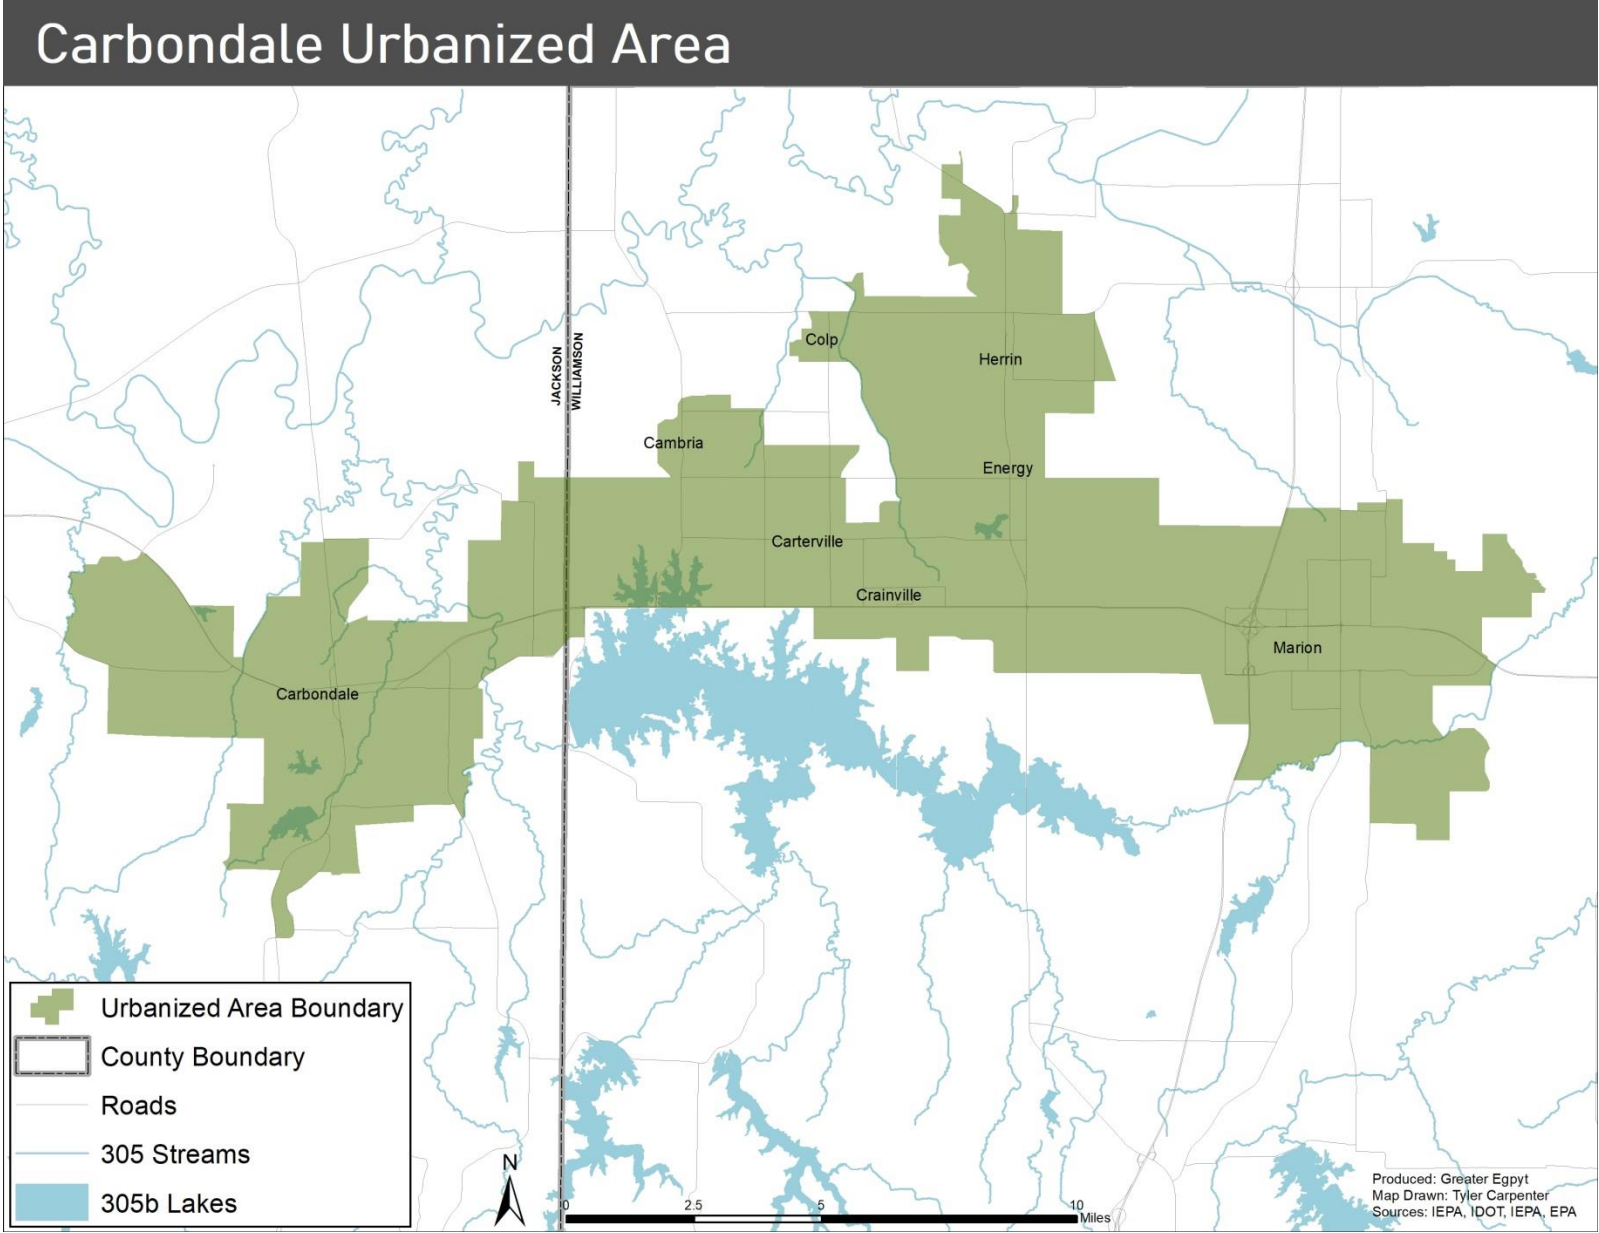 Carbondale Urbanized Area
JACKSON
WILLIAMSON
Colp
Herrin
Cambria
Energy
Carterville
Crainville
Marion
Carbondale
Urbanized Area Boundary
County Boundary
Roads
305 Streams
305b Lakes
N
0 2.5 5 10
Miles
Produced: Greater Egpyt
Map Drawn: Tyler Carpenter
Sources: IEPA, IDOT, IEPA, EPA